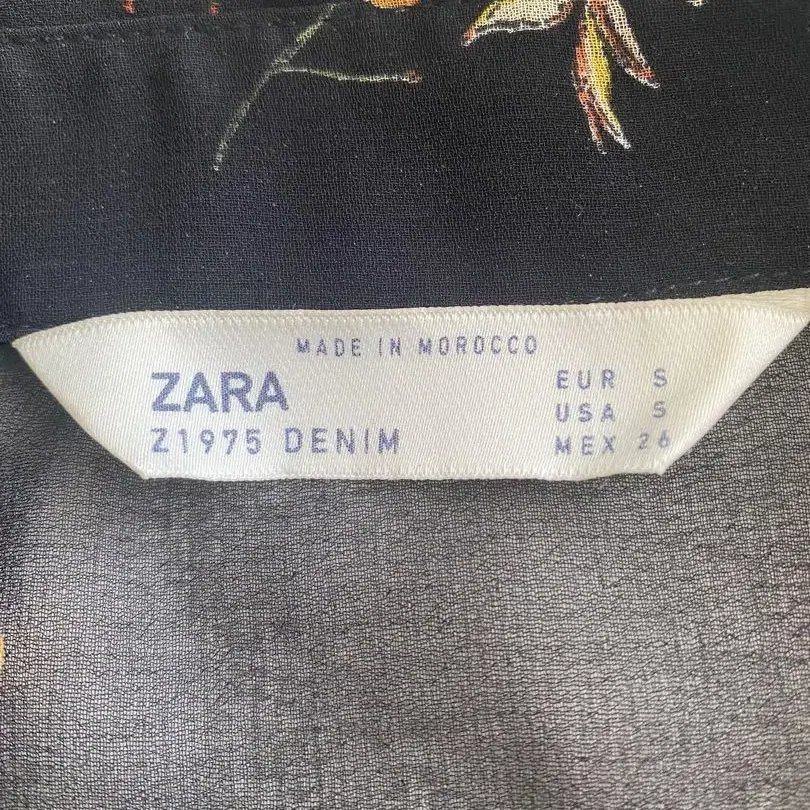 MADE IN MOROCCO
ZARA
Z1975 DENIM
EUR S
USA S
MEX 26